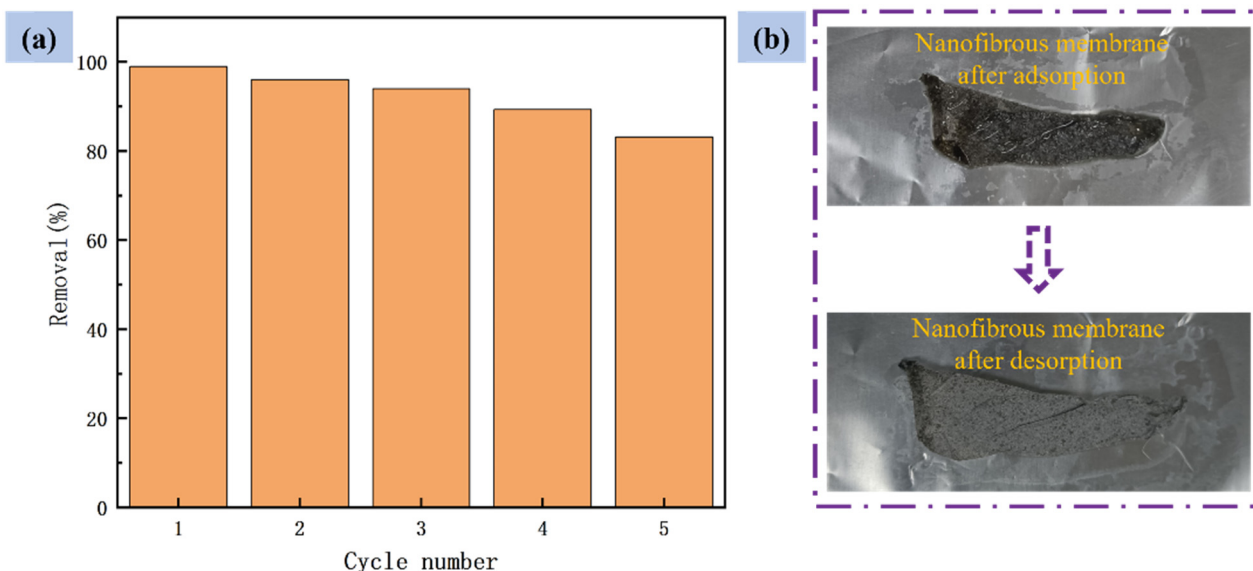 (a)
100
80
60
40
20
0
Removal(%)
1 2 3 4 5
Cycle number
(b)
Nanofibrous membrane
after adsorption
Nanofibrous membrane
after desorption